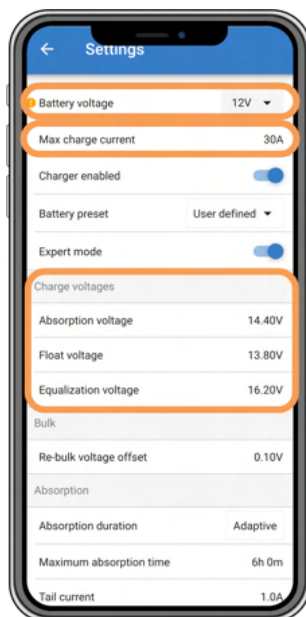 Settings
Battery voltage 12V
Max charge current 30A
Charger enabled
Battery preset User defined
Expert mode
Charge voltages
Absorption voltage 14.40V
Float voltage 13.80V
Equalization voltage 16.20V
Bulk
Re-bulk voltage offset 0.10V
Absorption
Absorption duration Adaptive
Maximum absorption time 6h 0m
Tail current 1.0A